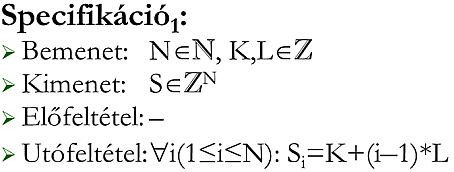 Specifikáció₁:
➢ Bemenet: N∈ℕ, K,L∈ℤ
➢ Kimenet: S∈ℤᴺ
➢ Előfeltétel: –
➢ Utófeltétel: ∀i(1≤i≤N): Sᵢ=K+(i–1)*L